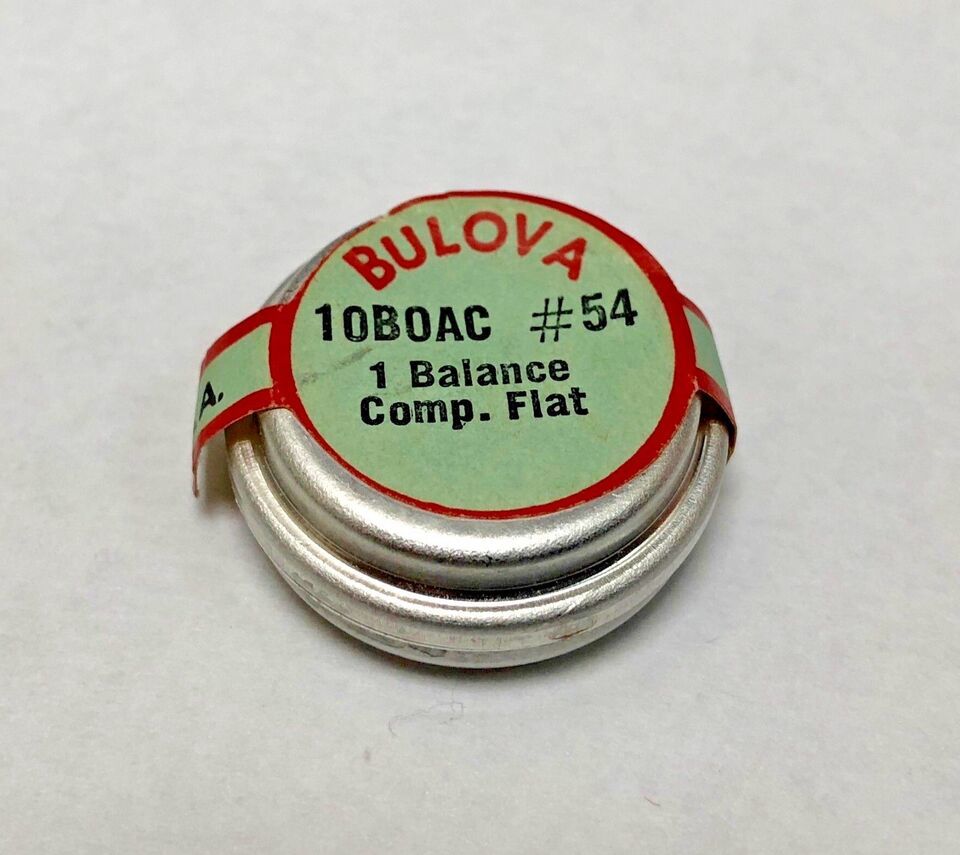 BULOVA
10BOAC #54
1 Balance
Comp. Flat
A.